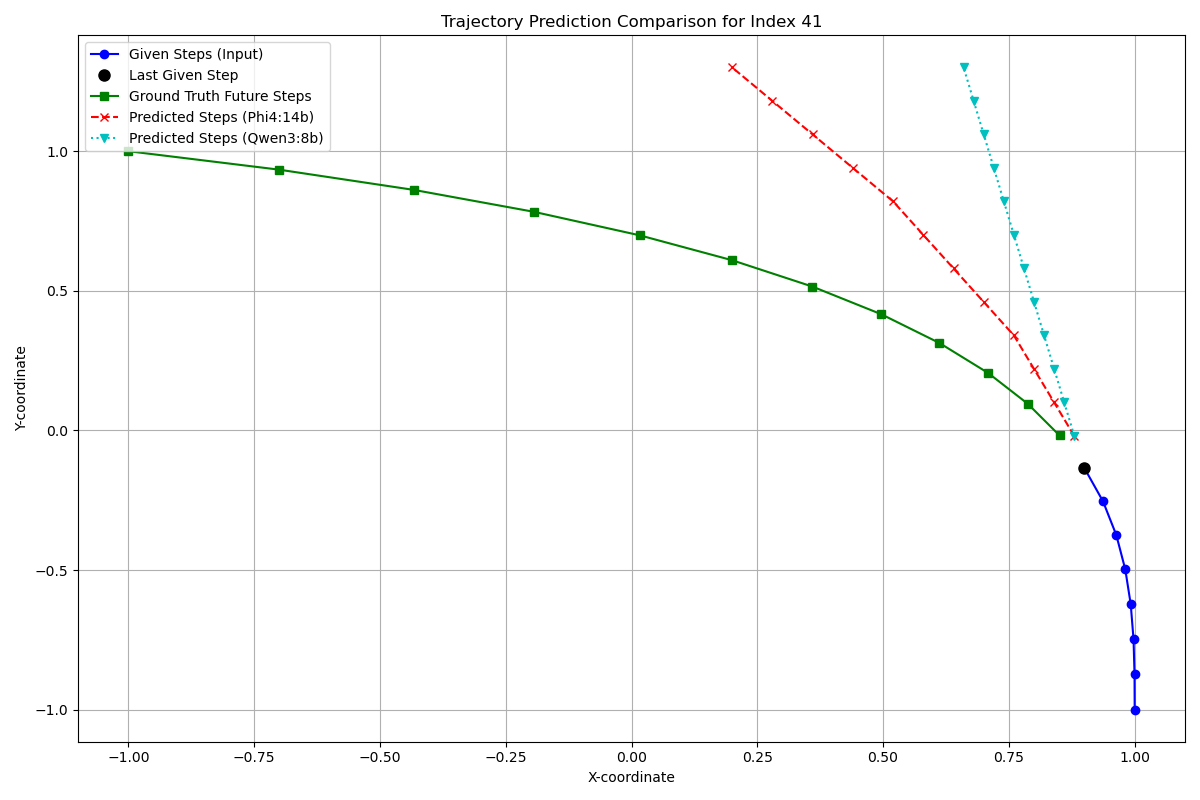 Trajectory Prediction Comparison for Index 41
Given Steps (Input)
Last Given Step
Ground Truth Future Steps
Predicted Steps (Phi4:14b)
Predicted Steps (Qwen3:8b)
1.0
0.5
0.0
−0.5
−1.0
Y-coordinate
−1.00
−0.75
−0.50
−0.25
0.00
0.25
0.50
0.75
1.00
X-coordinate